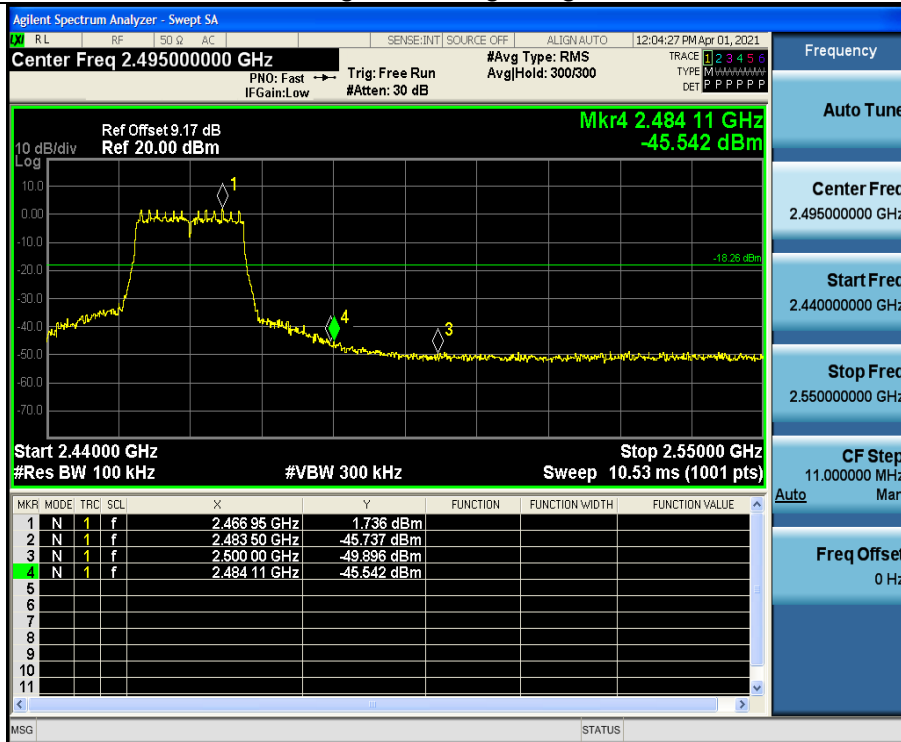 Agilent Spectrum Analyzer - Swept SA
LXI RL RF 50 Ω AC SENSE:INT SOURCE OFF ALIGN AUTO 12:04:27 PM Apr 01, 2021
Center Freq 2.495000000 GHz #Avg Type: RMS TRACE 1 2 3 4 5 6
PNO: Fast Trig: Free Run Avg|Hold: 300/300 TYPE M WWWWW
IFGain:Low #Atten: 30 dB DET P P P P P P
Mkr4 2.484 11 GHz
-45.542 dBm
Ref Offset 9.17 dB
10 dB/div Ref 20.00 dBm
Log
10.0
0.00
-10.0
-20.0
-30.0
-40.0
-50.0
-60.0
-70.0
1
-18.26 dBm
4
3
Start 2.44000 GHz Stop 2.55000 GHz
#Res BW 100 kHz #VBW 300 kHz Sweep 10.53 ms (1001 pts)
MKR MODE TRC SCL X Y FUNCTION FUNCTION WIDTH FUNCTION VALUE
1 N 1 f 2.466 95 GHz 1.736 dBm
2 N 1 f 2.483 50 GHz -45.737 dBm
3 N 1 f 2.500 00 GHz -49.896 dBm
4 N 1 f 2.484 11 GHz -45.542 dBm
5
6
7
8
9
10
11
MSG STATUS
Frequency
Auto Tune
Center Freq
2.495000000 GHz
Start Freq
2.440000000 GHz
Stop Freq
2.550000000 GHz
CF Step
11.000000 MHz
Auto Man
Freq Offset
0 Hz